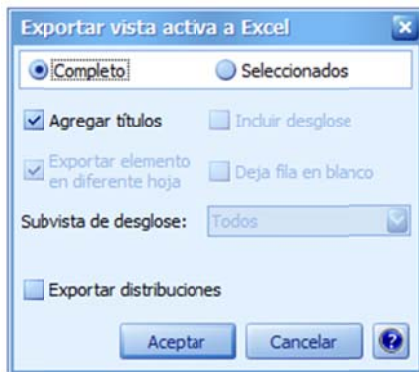 Exportar vista activa a Excel
Completo Seleccionados
Agregar títulos Incluir desglose
Exportar elemento en diferente hoja Deja fila en blanco
Subvista de desglose: Todos
Exportar distribuciones
Aceptar Cancelar ?